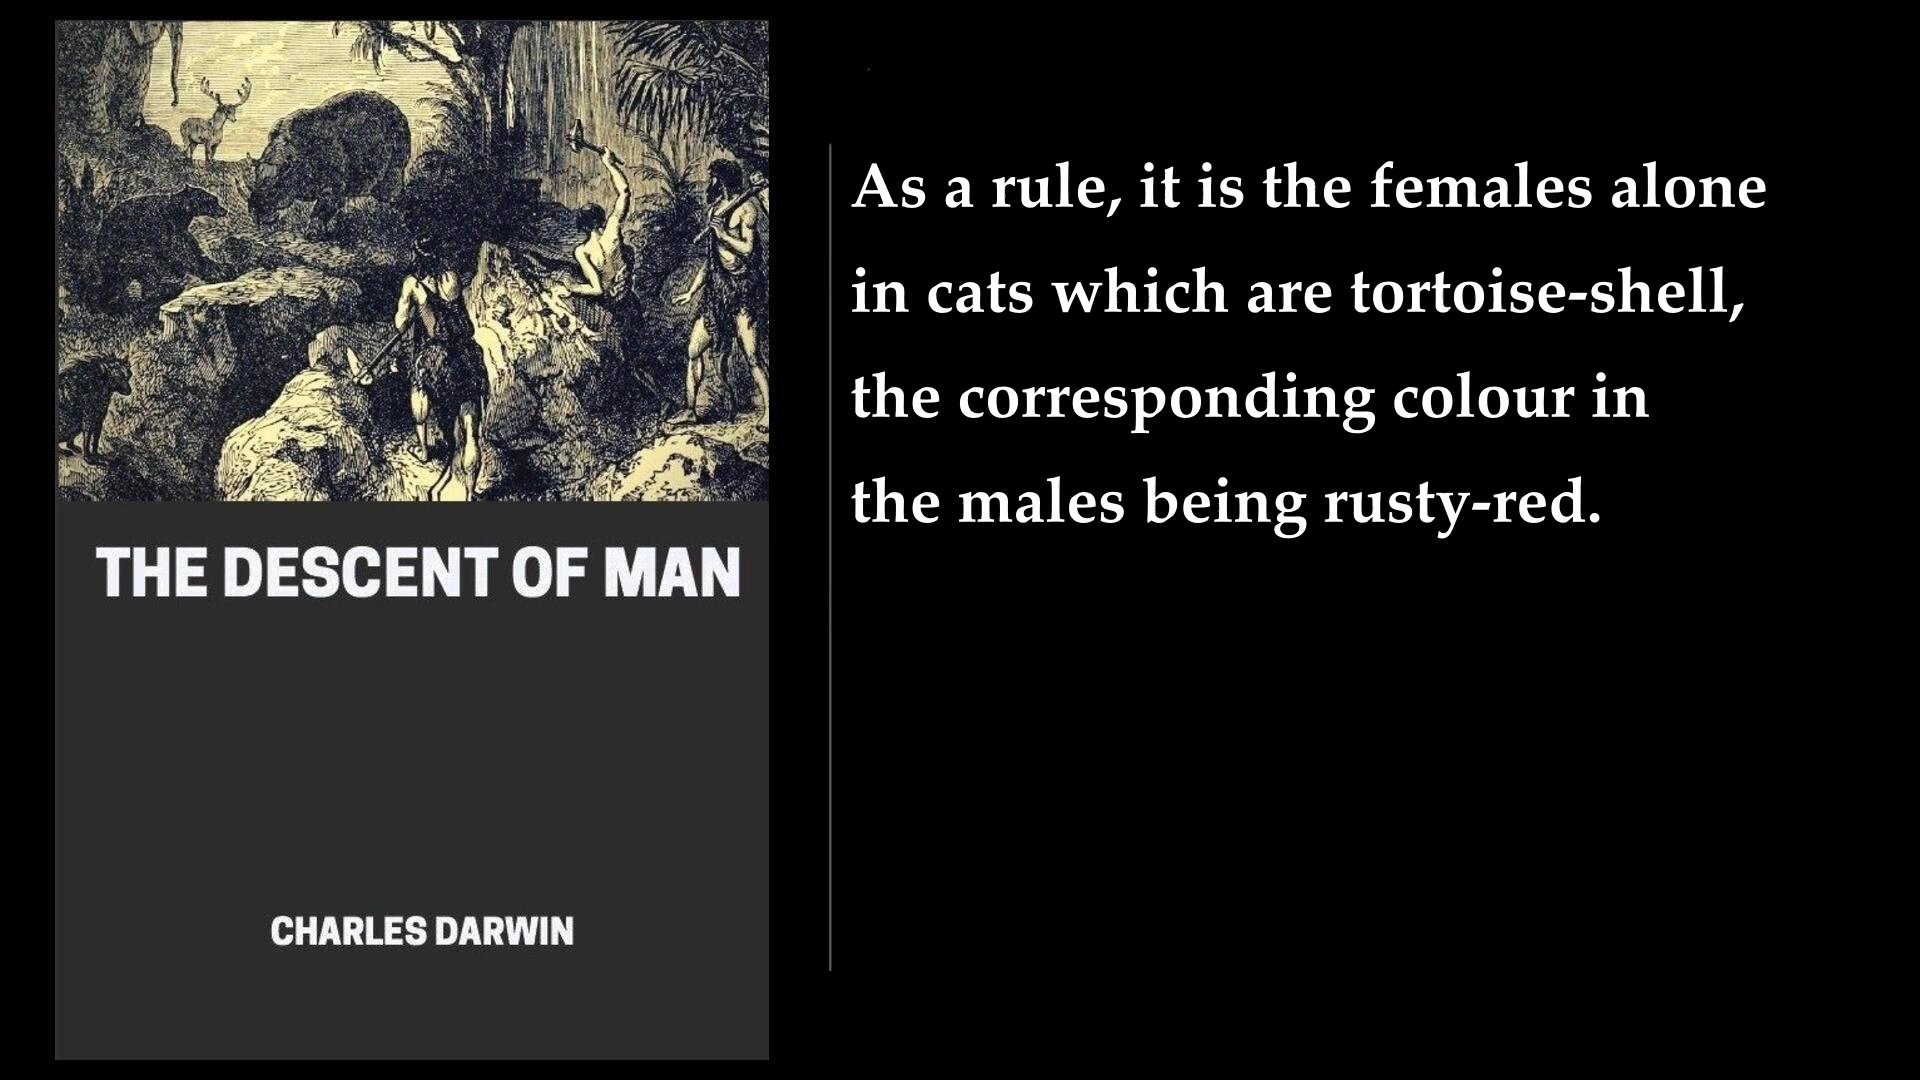 THE DESCENT OF MAN
CHARLES DARWIN
As a rule, it is the females alone
in cats which are tortoise-shell,
the corresponding colour in
the males being rusty-red.